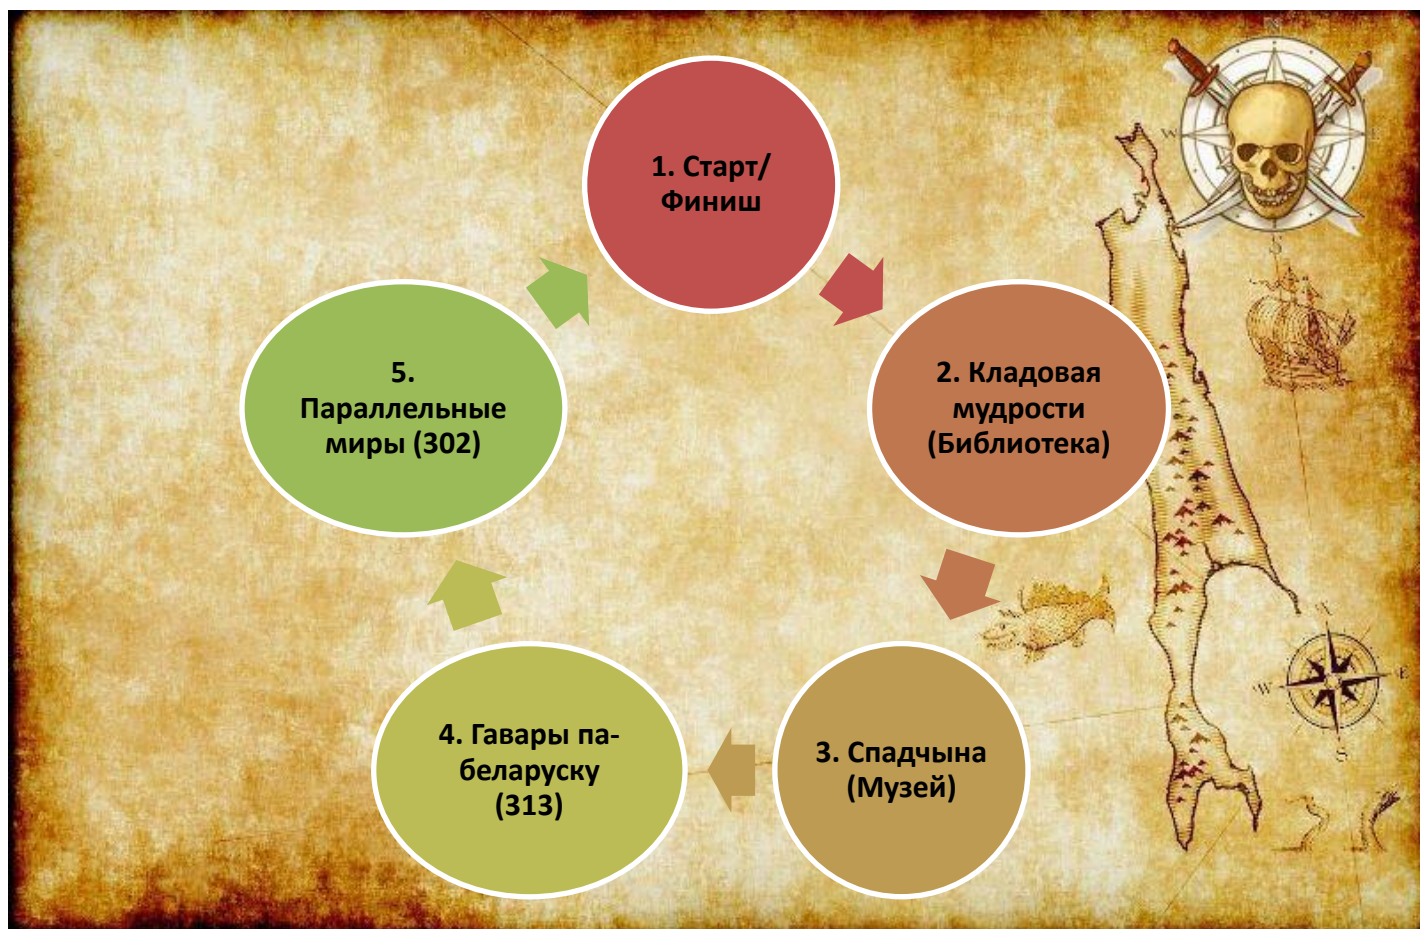 1. Старт/
Финиш
2. Кладовая
мудрости
(Библиотека)
3. Спадчына
(Музей)
4. Гавары па-
беларуску
(313)
5.
Параллельные
миры (302)
N
W
E
S
N
W
E
S